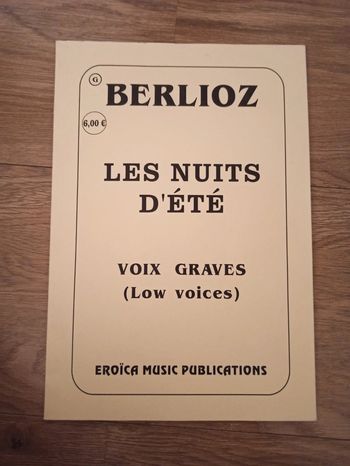 G
BERLIOZ
6,00 €
LES NUITS
D'ÉTÉ
VOIX GRAVES
(Low voices)
EROÏCA MUSIC PUBLICATIONS